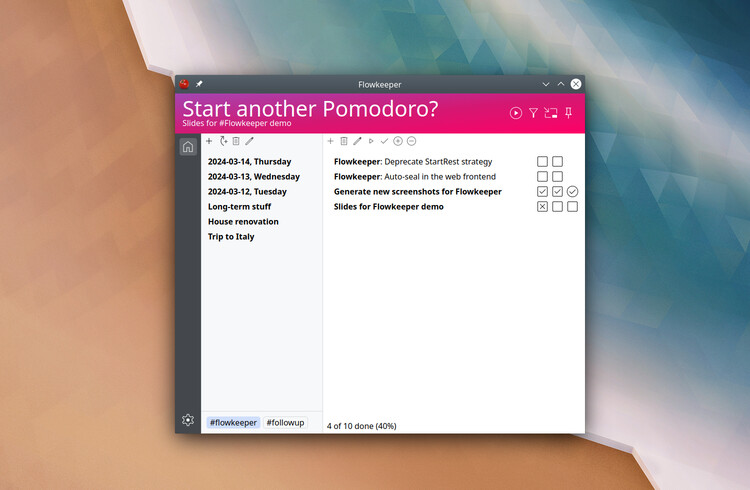 Flowkeeper
Start another Pomodoro?
Slides for #Flowkeeper demo
2024-03-14, Thursday
2024-03-13, Wednesday
2024-03-12, Tuesday
Long-term stuff
House renovation
Trip to Italy
Flowkeeper: Deprecate StartRest strategy
Flowkeeper: Auto-seal in the web frontend
Generate new screenshots for Flowkeeper
Slides for Flowkeeper demo
#flowkeeper #followup
4 of 10 done (40%)